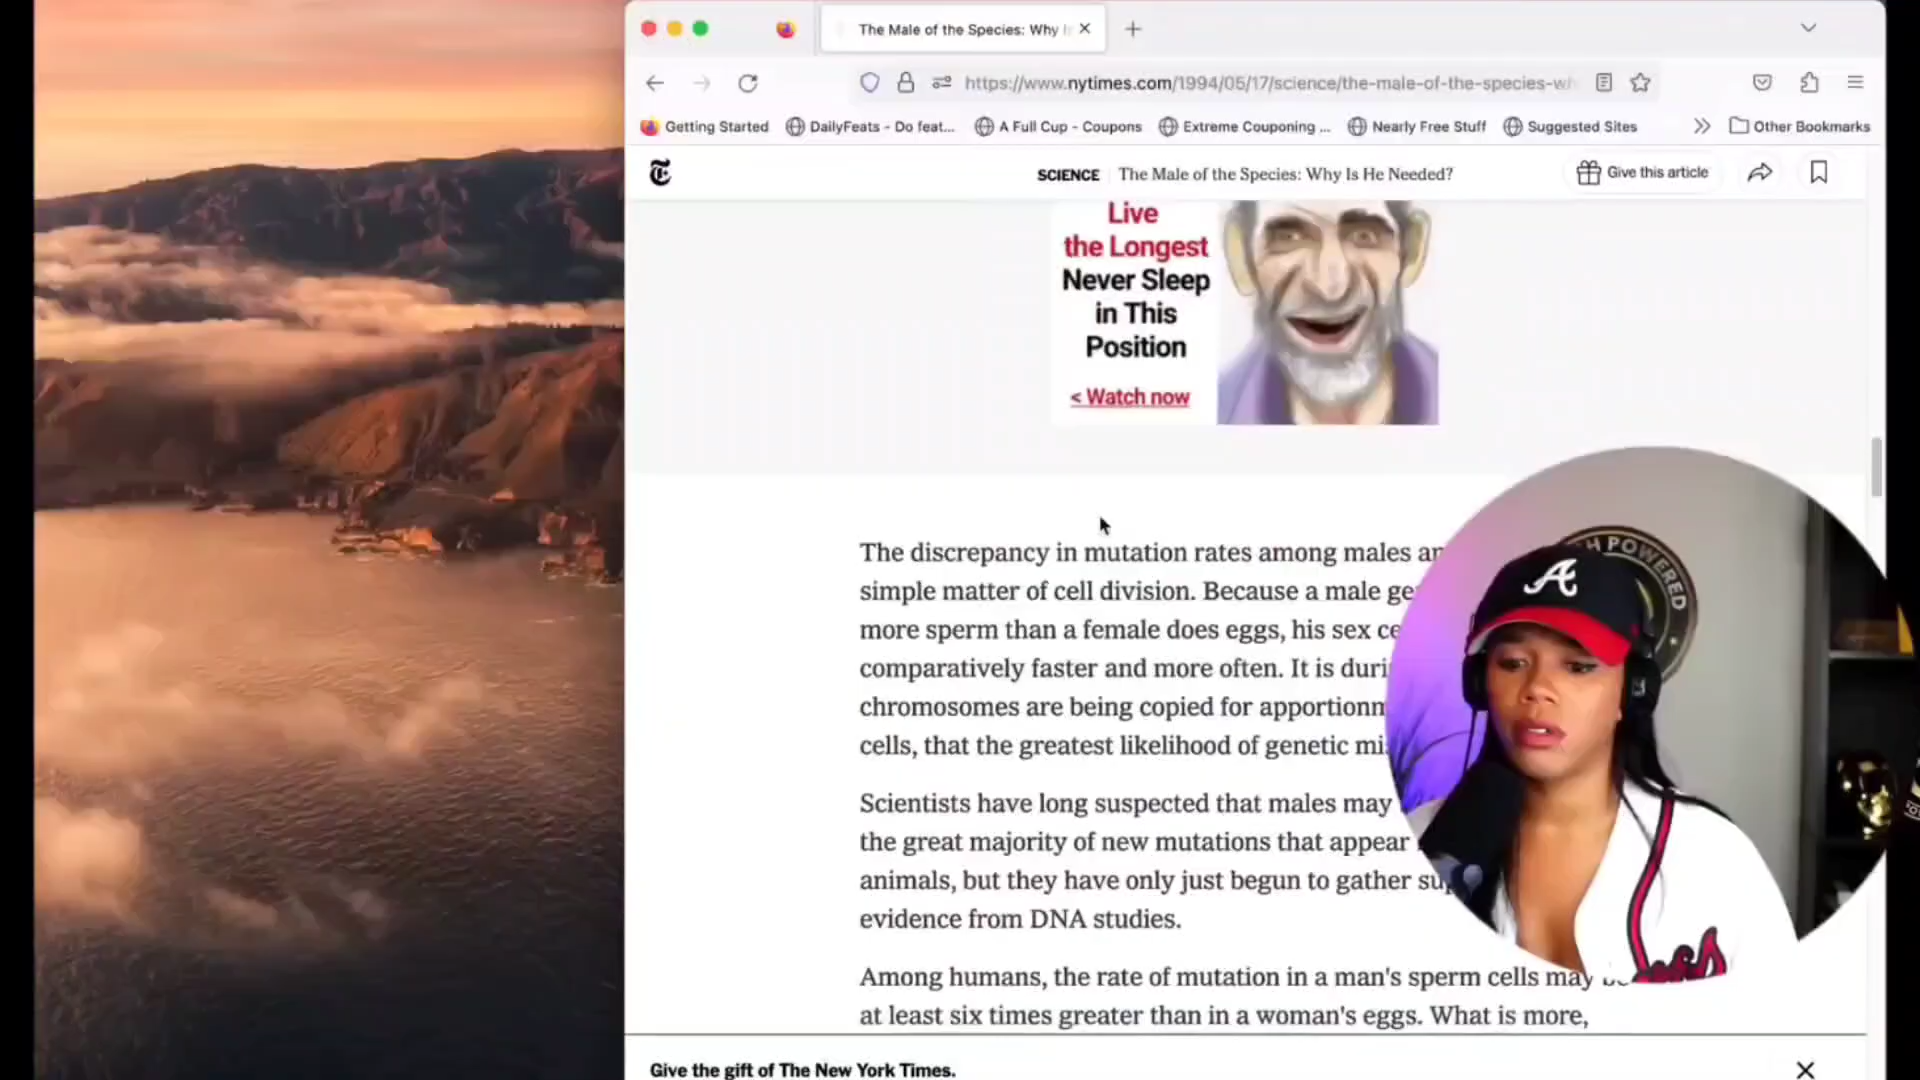 The Male of the Species: Why I
https://www.nytimes.com/1994/05/17/science/the-male-of-the-species-wh
Getting Started
DailyFeats - Do feat...
A Full Cup - Coupons
Extreme Couponing ...
Nearly Free Stuff
Suggested Sites
Other Bookmarks
SCIENCE
The Male of the Species: Why Is He Needed?
Give this article
Live
the Longest
Never Sleep
in This
Position
< Watch now
The discrepancy in mutation rates among males an
simple matter of cell division. Because a male ge
more sperm than a female does eggs, his sex ce
comparatively faster and more often. It is duri
chromosomes are being copied for apportionm
cells, that the greatest likelihood of genetic mi
Scientists have long suspected that males may
the great majority of new mutations that appear
animals, but they have only just begun to gather su
evidence from DNA studies.
Among humans, the rate of mutation in a man's sperm cells may be
at least six times greater than in a woman's eggs. What is more,
Give the gift of The New York Times.
H POWERED
A